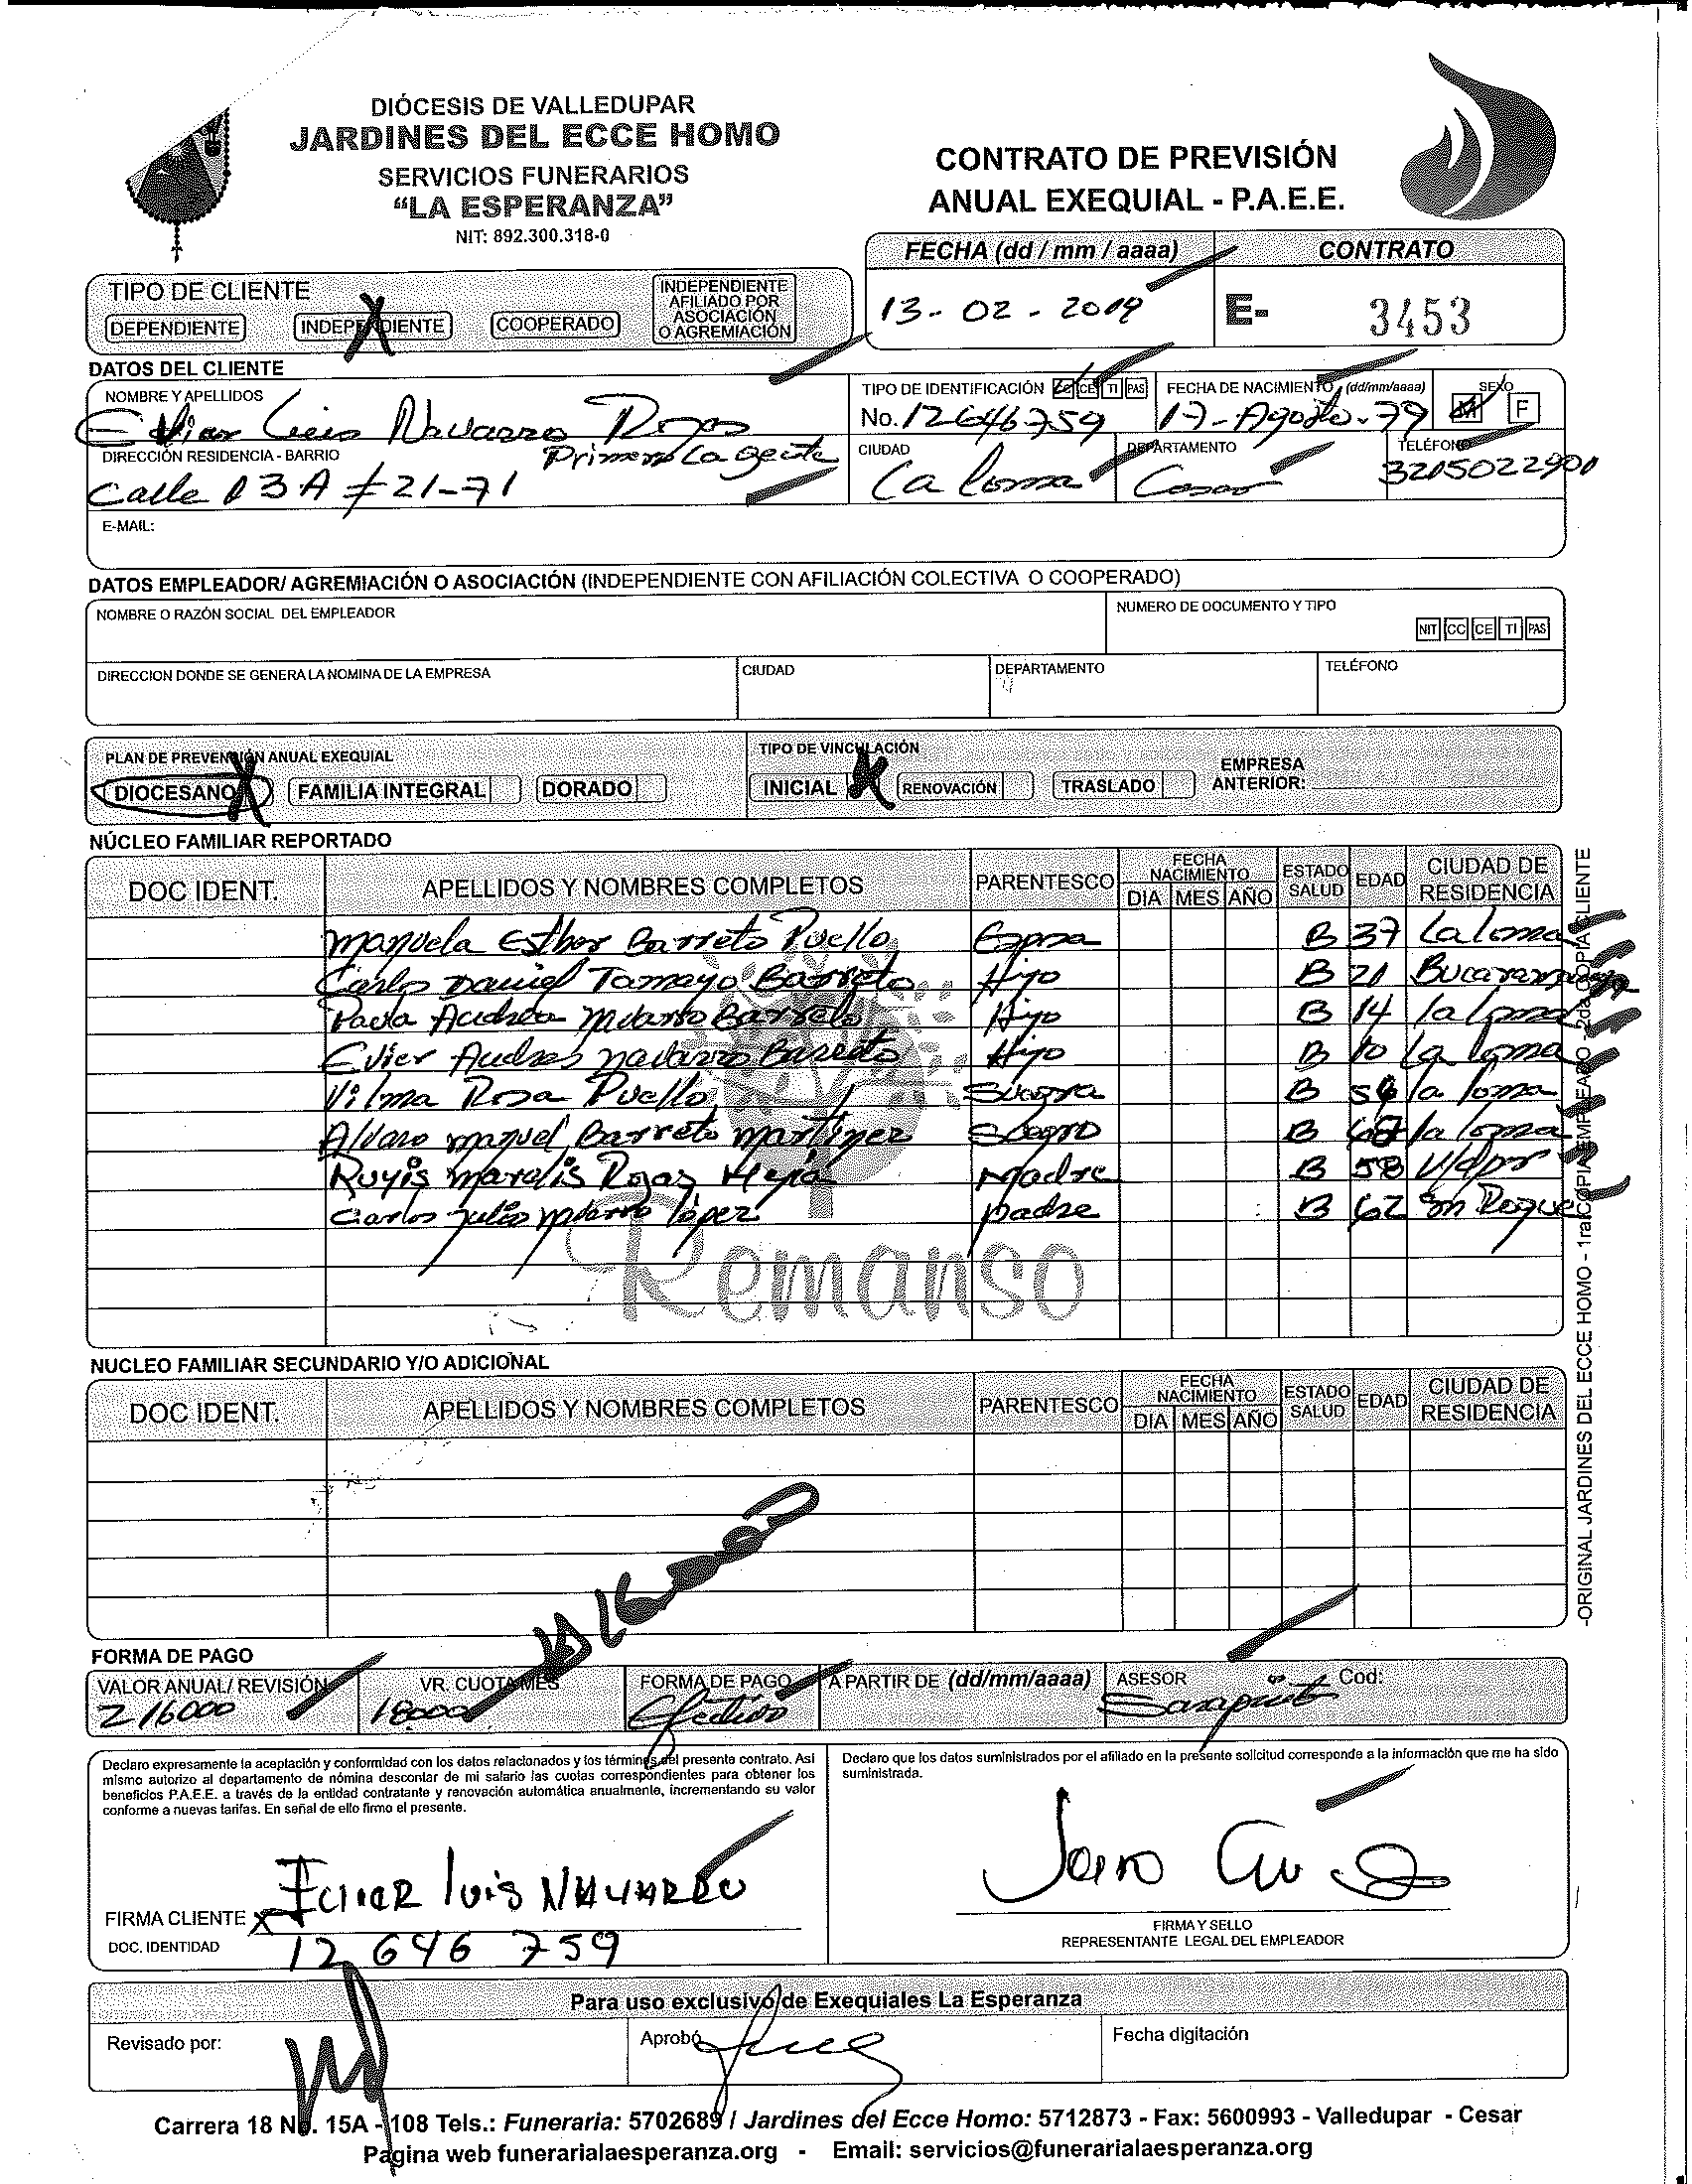 DIÓCESIS DE VALLEDUPAR
JARDINES DEL ECCE HOMO
SERVICIOS FUNERARIOS
“LA ESPERANZA”
NIT: 892.300.318-0
CONTRATO DE PREVISIÓN
ANUAL EXEQUIAL - P.A.E.E.
FECHA (dd / mm / aaaa) CONTRATO
13-02-2019 E- 3453
TIPO DE CLIENTE
DEPENDIENTE INDEPENDIENTE X COOPERADO
INDEPENDIENTE
AFILIADO POR
ASOCIACIÓN
O AGREMIACIÓN
DATOS DEL CLIENTE
NOMBRE Y APELLIDOS
Luis Navarro Rojas
TIPO DE IDENTIFICACIÓN CC CE TI PAS
No. 12646759
FECHA DE NACIMIENTO (dd/mm/aaaa)
17-Agosto-79
SEXO
M F
DIRECCIÓN RESIDENCIA - BARRIO
Calle 13A # 21-71
CIUDAD
La Loma
DEPARTAMENTO
Cesar
TELÉFONO
E-MAIL:
DATOS EMPLEADOR/ AGREMIACIÓN O ASOCIACIÓN (INDEPENDIENTE CON AFILIACIÓN COLECTIVA O COOPERADO)
NOMBRE O RAZÓN SOCIAL DEL EMPLEADOR
NUMERO DE DOCUMENTO Y TIPO
NIT CC CE TI PAS
DIRECCION DONDE SE GENERA LA NOMINA DE LA EMPRESA CIUDAD DEPARTAMENTO TELÉFONO
PLAN DE PREVENCIÓN ANUAL EXEQUIAL
DIOCESANO X FAMILIA INTEGRAL DORADO
TIPO DE VINCULACIÓN
INICIAL X RENOVACIÓN TRASLADO
EMPRESA
ANTERIOR:
NÚCLEO FAMILIAR REPORTADO
DOC IDENT. APELLIDOS Y NOMBRES COMPLETOS PARENTESCO FECHA NACIMIENTO DIA MES AÑO ESTADO SALUD EDAD CIUDAD DE RESIDENCIA
Manuela Esther Barreto Puello Esposa B 37 La Loma
Carlos Daniel Tamayo Barreto Hijo B 21
Paola Andrea Barreto Hijo B 14 la loma
Evier Andres Navarro Barreto Hijo B 10 La loma
Vilma Rosa Puello Suegra B la loma
Alvaro manuel Barreto martinez Suegro B la loma
Ruyis marelis Rojas Mejia Madre B 58
Carlos Julio Navarro lopez padre B 62 Sn Roque
Remanso
NUCLEO FAMILIAR SECUNDARIO Y/O ADICIONAL
DOC IDENT. APELLIDOS Y NOMBRES COMPLETOS PARENTESCO FECHA NACIMIENTO DIA MES AÑO ESTADO SALUD EDAD CIUDAD DE RESIDENCIA
-ORIGINAL JARDINES DEL ECCE HOMO - 1ra COPIA EMPLEADO - 2da COPIA CLIENTE
FORMA DE PAGO
VALOR ANUAL/ REVISIÓN VR. CUOTA MES FORMA DE PAGO A PARTIR DE (dd/mm/aaaa) ASESOR Cod:
216000 18000 Efectivo
Declaro expresamente la aceptación y conformidad con los datos relacionados y los términos del presente contrato. Así
mismo autorizo al departamento de nómina descontar de mi salario las cuotas correspondientes para obtener los
beneficios P.A.E.E. a través de la entidad contratante y renovación automática anualmente, incrementando su valor
conforme a nuevas tarifas. En señal de ello firmo el presente.
Declaro que los datos suministrados por el afiliado en la presente solicitud corresponde a la información que me ha sido
suministrada.
FIRMA CLIENTE X luis NAVARRO
DOC. IDENTIDAD 12 646 759
FIRMA Y SELLO
REPRESENTANTE LEGAL DEL EMPLEADOR
Para uso exclusivo de Exequiales La Esperanza
Revisado por: Aprobó Fecha digitación
Carrera 18 No. 15A - 108 Tels.: Funeraria: 5702689 / Jardines del Ecce Homo: 5712873 - Fax: 5600993 - Valledupar - Cesar
Pagina web funerarialaesperanza.org - Email: servicios@funerarialaesperanza.org